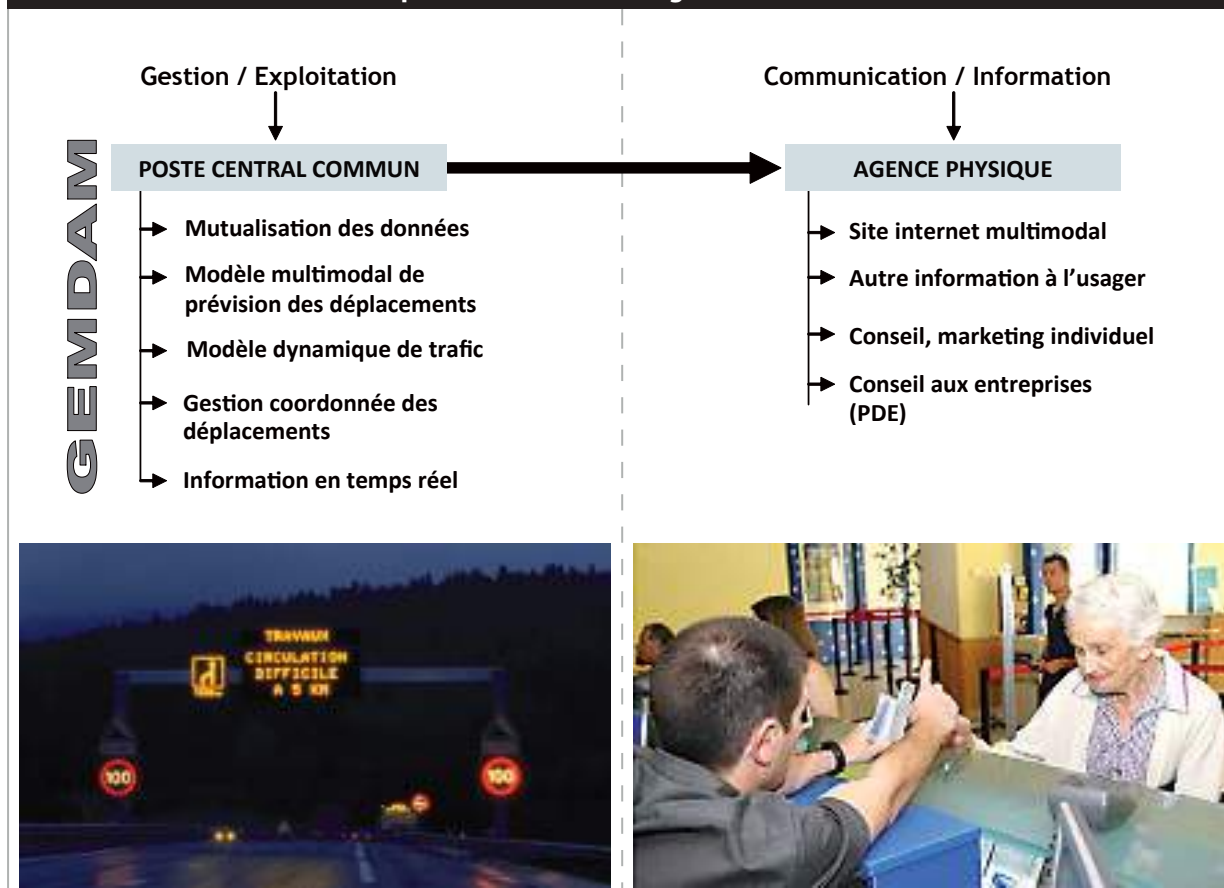 Gestion / Exploitation
POSTE CENTRAL COMMUN
GEMDAM
Mutualisation des données
Modèle multimodal de
prévision des déplacements
Modèle dynamique de trafic
Gestion coordonnée des
déplacements
Information en temps réel
Communication / Information
AGENCE PHYSIQUE
Site internet multimodal
Autre information à l’usager
Conseil, marketing individuel
Conseil aux entreprises
(PDE)
TRAVAUX
CIRCULATION
DIFFICILE
A 5 KM
100
100